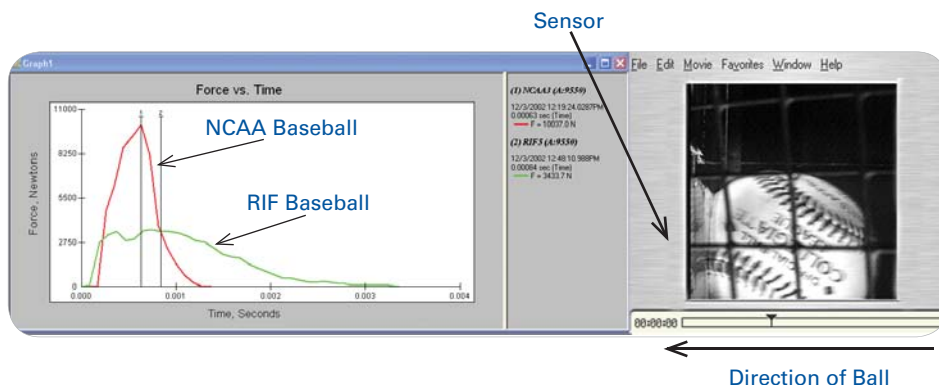 Sensor
Graph1
File Edit Movie Favorites Window Help
Force vs. Time
Force, Newtons
11000
8250
5500
2750
0
0.000 0.001 0.002 0.003 0.004
Time, Seconds
NCAA Baseball
RIF Baseball
(1) NCAA3 (A:9550)
12/3/2002 12:19:24.0287PM
0.00063 sec (Time)
F = 10037.0 N
(2) RIF5 (A:9550)
12/3/2002 12:48:10.988PM
0.00084 sec (Time)
F = 3433.7 N
OFFICIAL
COLL
LEAGUE
00:00:00
Direction of Ball